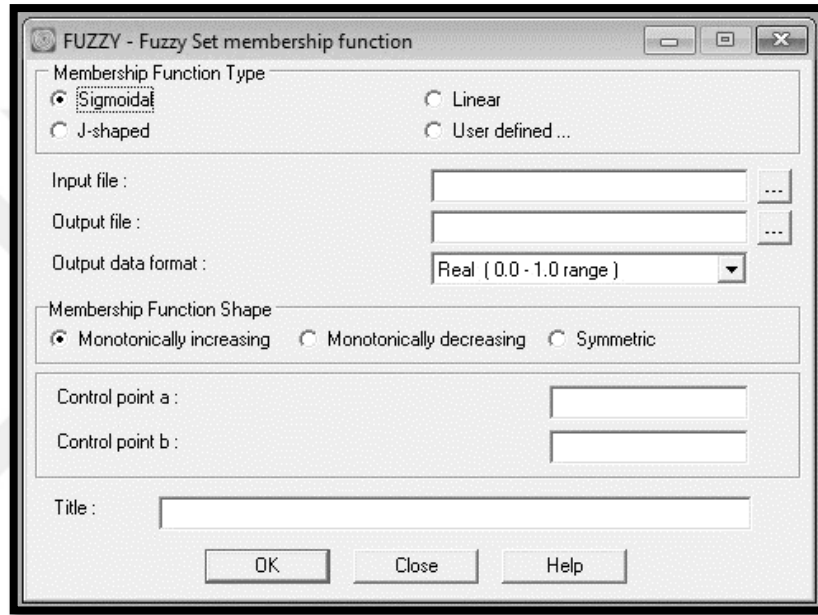 FUZZY - Fuzzy Set membership function
Membership Function Type
Sigmoidal
Linear
J-shaped
User defined ...
Input file :
...
Output file :
...
Output data format :
Real ( 0.0 - 1.0 range )
Membership Function Shape
Monotonically increasing
Monotonically decreasing
Symmetric
Control point a :
Control point b :
Title :
OK
Close
Help